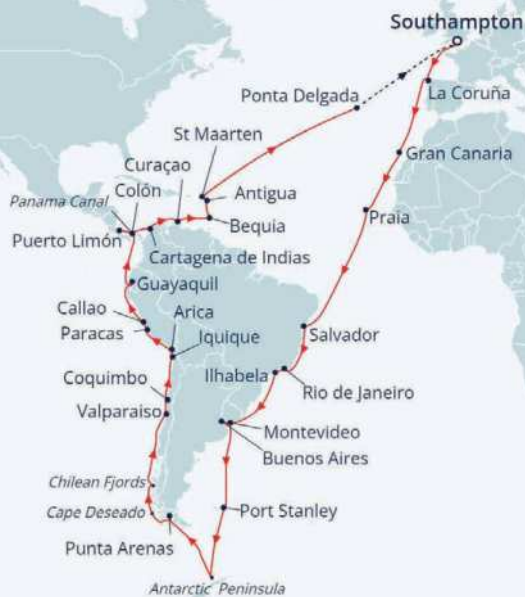 Southampton
La Coruña
Ponta Delgada
St Maarten
Gran Canaria
Curaçao
Colón
Antigua
Panama Canal
Praia
Bequia
Puerto Limón
Cartagena de Indias
Guayaquil
Callao
Arica
Paracas
Iquique
Salvador
Ilhabela
Coquimbo
Rio de Janeiro
Valparaiso
Montevideo
Buenos Aires
Chilean Fjords
Cape Deseado
Port Stanley
Punta Arenas
Antarctic Peninsula